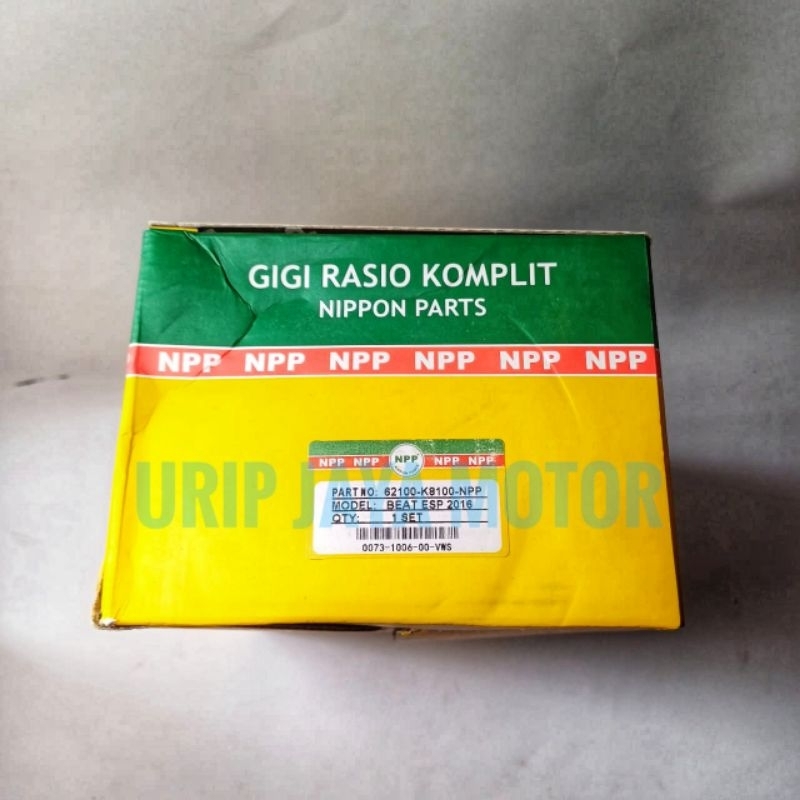 GIGI RASIO KOMPLIT
NIPPON PARTS
NPP NPP NPP NPP NPP NPP
NPP NPP NPP NPP NPP
PART NO: 62100-K8100-NPP
MODEL: BEAT ESP 2016
QTY: 1 SET
0073-1006-00-VWS
URIP JAYA MOTOR